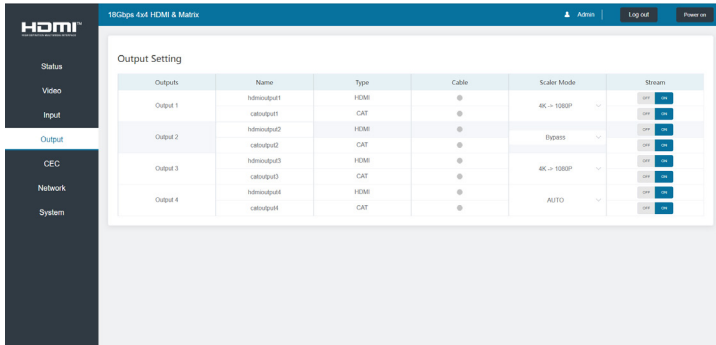 HDMI™
18Gbps 4x4 HDMI & Matrix
Admin
Log out
Power on
Status
Video
Input
Output
CEC
Network
System
Output Setting
Outputs Name Type Cable Scaler Mode Stream
Output 1 hdmioutput1 HDMI 4K -> 1080P OFF ON
catoutput1 CAT OFF ON
Output 2 hdmioutput2 HDMI Bypass OFF ON
catoutput2 CAT OFF ON
Output 3 hdmioutput3 HDMI 4K -> 1080P OFF ON
catoutput3 CAT OFF ON
Output 4 hdmioutput4 HDMI AUTO OFF ON
catoutput4 CAT OFF ON